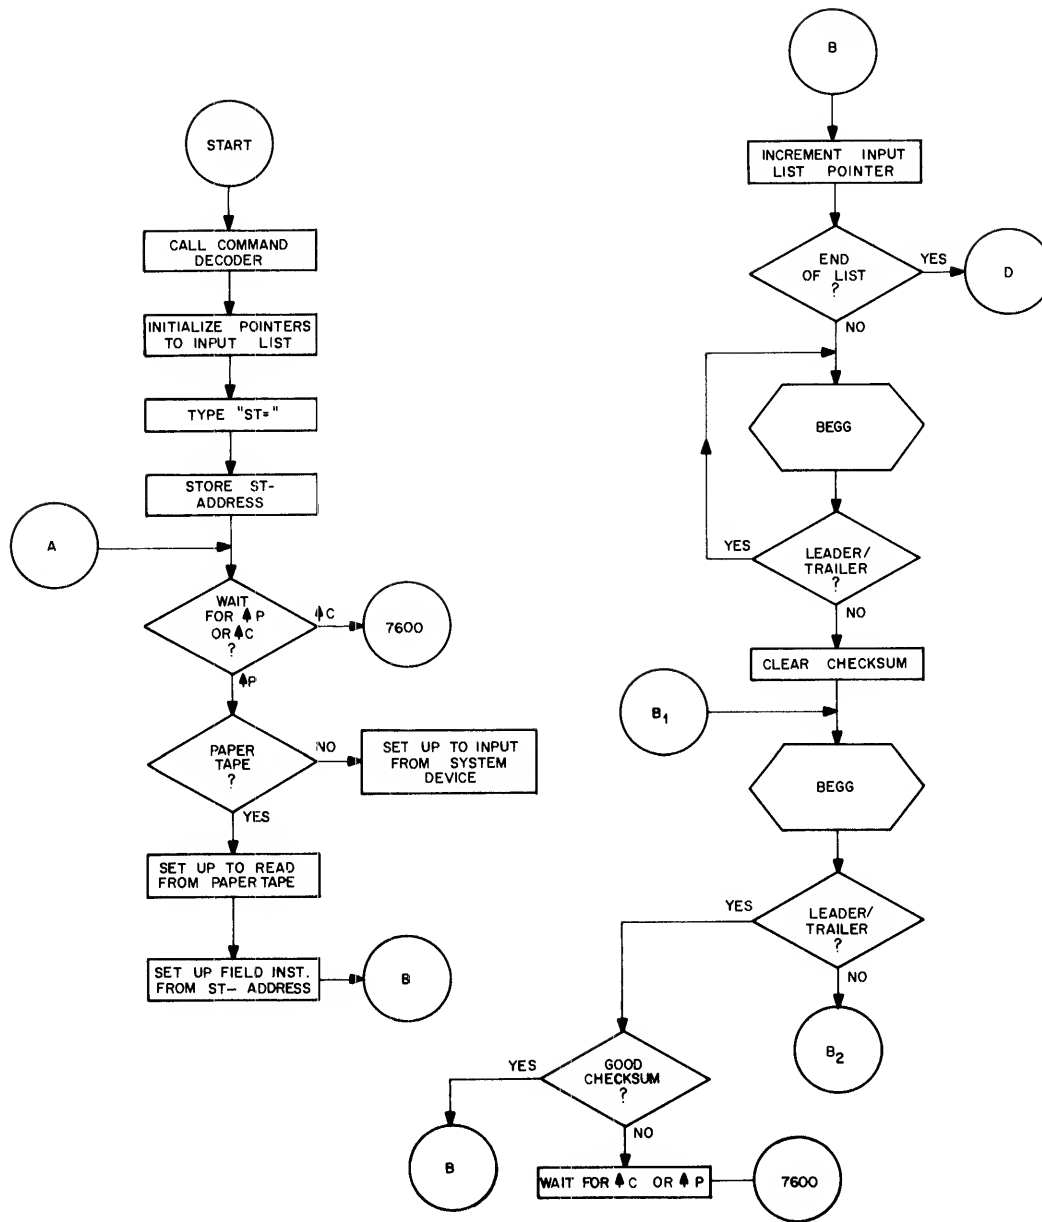 START
CALL COMMAND
DECODER
INITIALIZE POINTERS
TO INPUT LIST
TYPE "ST="
STORE ST-
ADDRESS
A
WAIT
FOR ↑P
OR ↑C
?
↑C
7600
↑P
PAPER
TAPE
?
NO
SET UP TO INPUT
FROM SYSTEM
DEVICE
YES
SET UP TO READ
FROM PAPER TAPE
SET UP FIELD INST.
FROM ST- ADDRESS
B
B
INCREMENT INPUT
LIST POINTER
END
OF LIST
?
YES
D
NO
BEGG
LEADER/
TRAILER
?
YES
NO
CLEAR CHECKSUM
B1
BEGG
LEADER/
TRAILER
?
YES
NO
B2
GOOD
CHECKSUM
?
YES
B
NO
WAIT FOR ↑C OR ↑P
7600